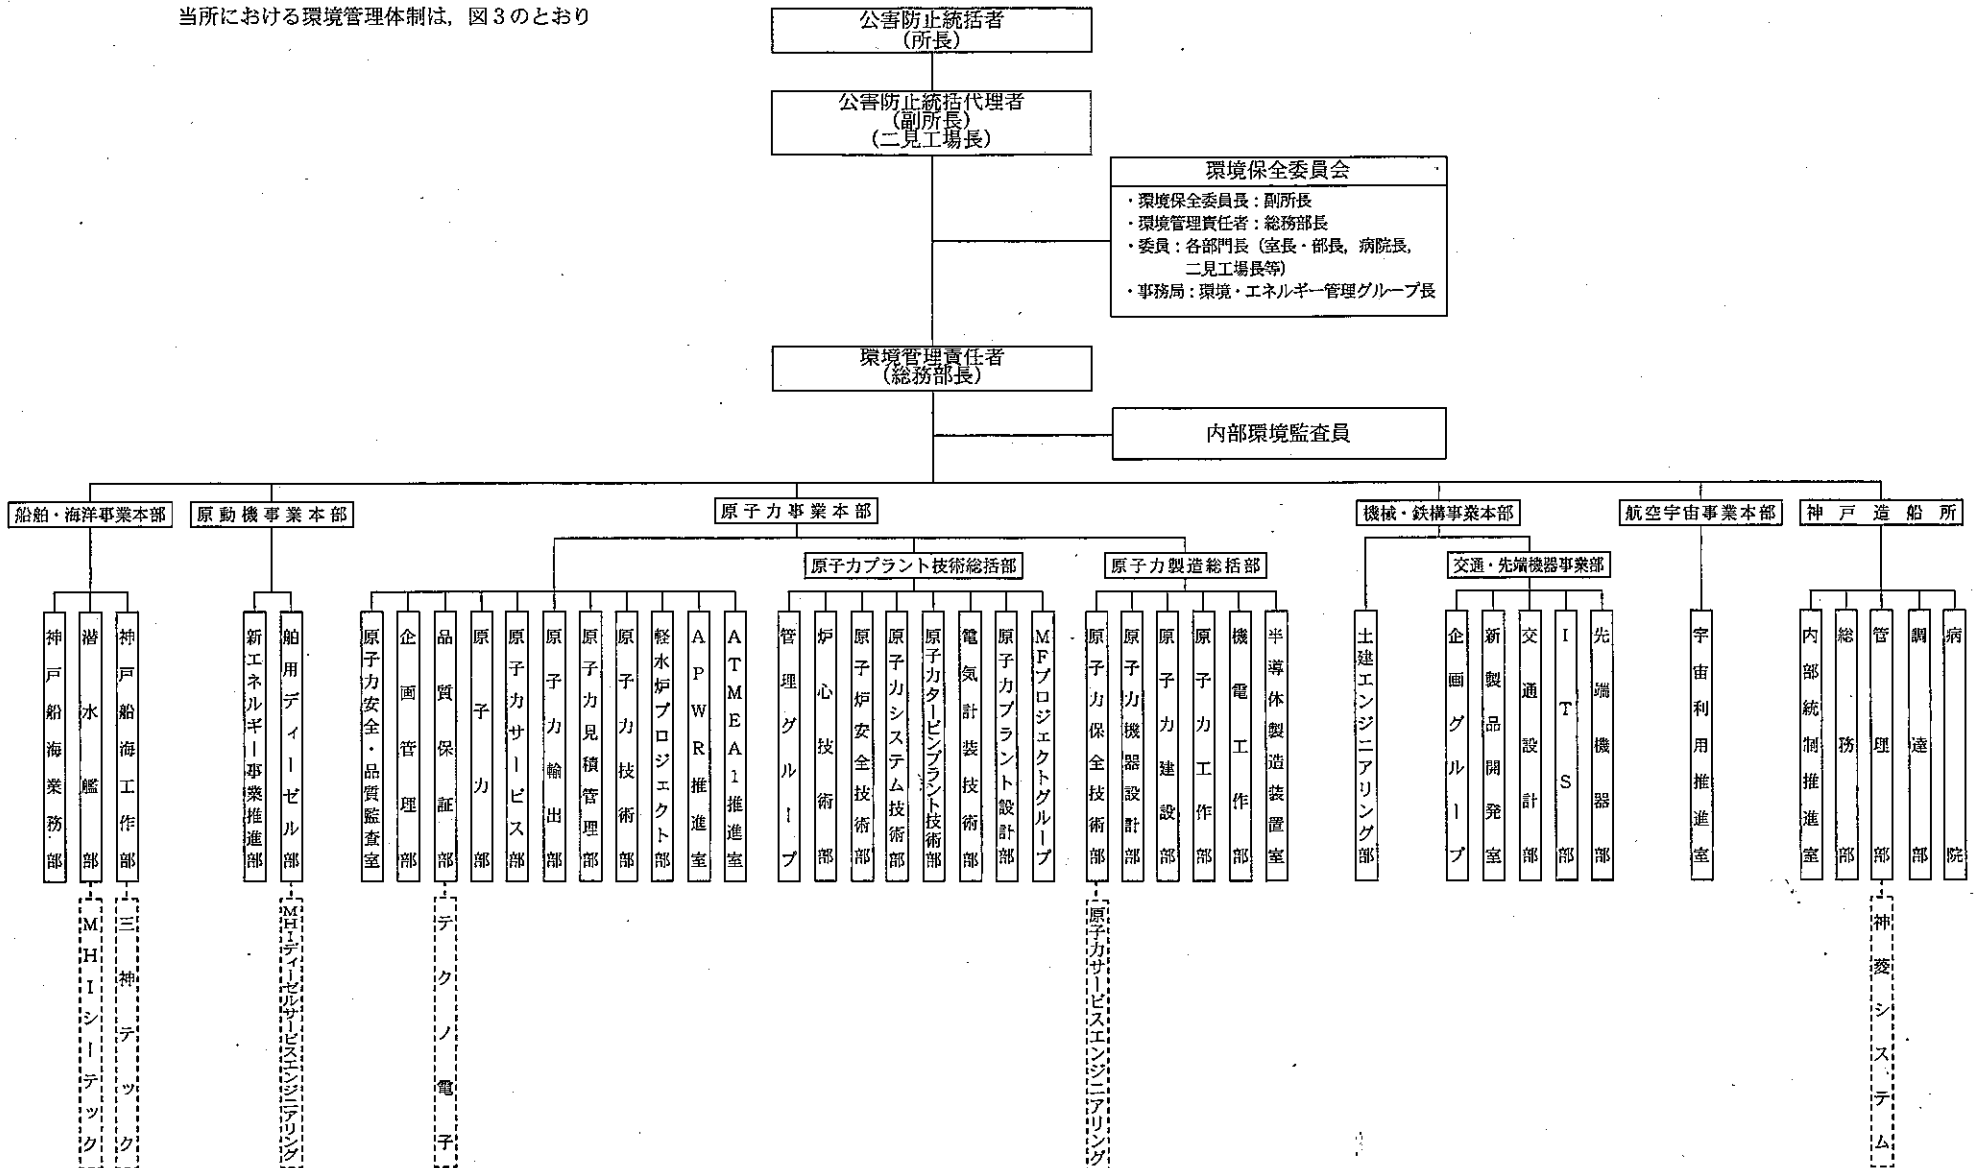 当所における環境管理体制は，図3のとおり
公害防止統括者
(所長)
公害防止統括代理者
(副所長)
(二見工場長)
環境保全委員会
・環境保全委員長：副所長
・環境管理責任者：総務部長
・委員：各部門長（室長・部長，病院長，
二見工場長等）
・事務局：環境・エネルギー管理グループ長
環境管理責任者
(総務部長)
内部環境監査員
船舶・海洋事業本部
原動機事業本部
原子力事業本部
機械・鉄構事業本部
航空宇宙事業本部
神戸造船所
原子力プラント技術総括部
原子力製造総括部
交通・先端機器事業部
神戸船海業務部
潜水艦部
神戸船海工作部
新エネルギー事業推進部
舶用ディーゼル部
原子力安全・品質監査室
企画管理部
品質保証部
原子力部
原子力サービス部
原子力輸出部
原子力見積管理部
原子力技術部
軽水炉プロジェクト部
APWR推進室
ATMEA1推進室
管理グループ
炉心技術部
原子炉安全技術部
原子力システム技術部
原子力タービンプラント技術部
電気計装技術部
原子力プラント設計部
MFプロジェクトグループ
原子力保全技術部
原子力機器設計部
原子力建設部
原子力工作部
機電工作部
半導体製造装置室
土建エンジニアリング部
企画グループ
新製品開発室
交通設計部
ITS部
先端機器部
宇宙利用推進室
内部統制推進室
総務部
管理部
調達部
病院
MHIシーテック
三神テック
MHIディーゼルサービスエンジニアリング
テクノ電子
原子力サービスエンジニアリング
神菱システム